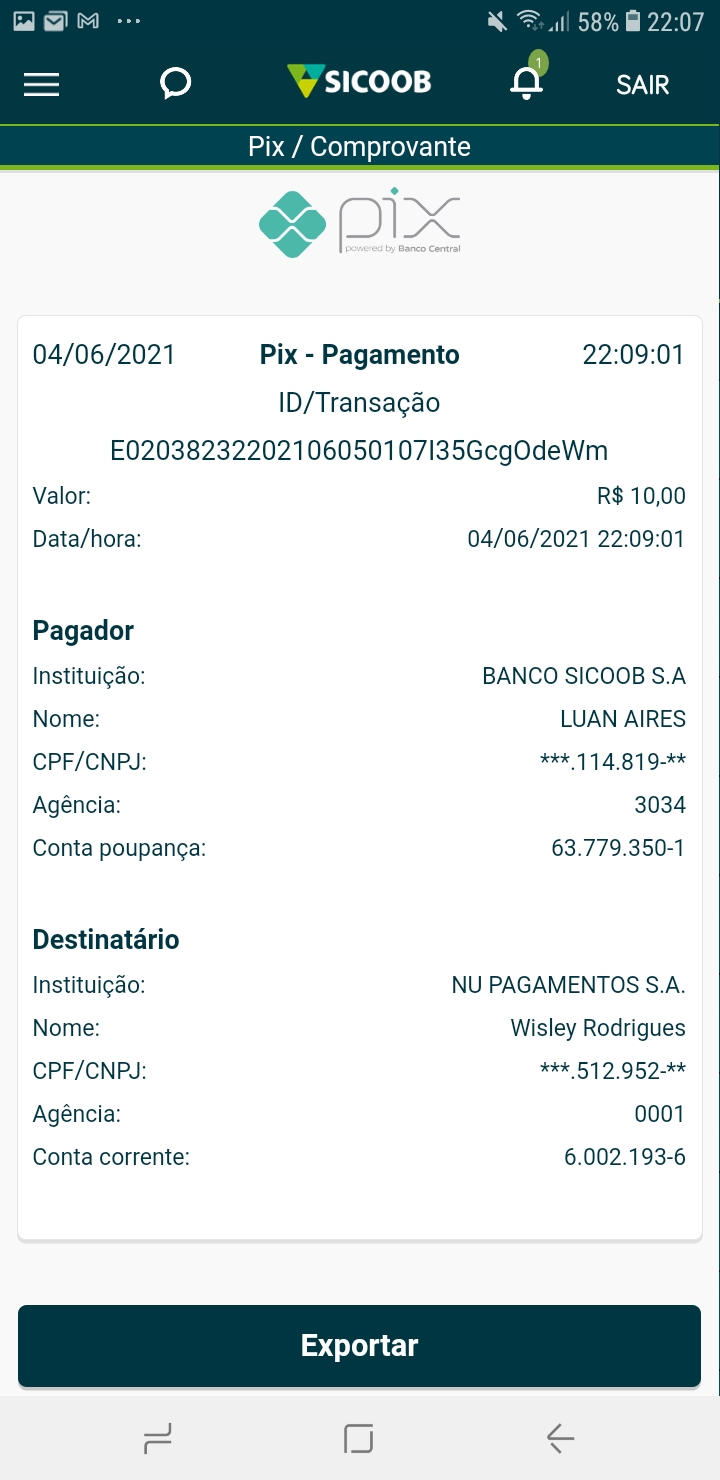 58% 22:07
SICOOB 1 SAIR
Pix / Comprovante
pix
powered by Banco Central
04/06/2021 Pix - Pagamento 22:09:01
ID/Transação
E02038232202106050107I35GcgOdeWm
Valor: R$ 10,00
Data/hora: 04/06/2021 22:09:01
Pagador
Instituição: BANCO SICOOB S.A
Nome: LUAN AIRES
CPF/CNPJ: ***.114.819-**
Agência: 3034
Conta poupança: 63.779.350-1
Destinatário
Instituição: NU PAGAMENTOS S.A.
Nome: Wisley Rodrigues
CPF/CNPJ: ***.512.952-**
Agência: 0001
Conta corrente: 6.002.193-6
Exportar